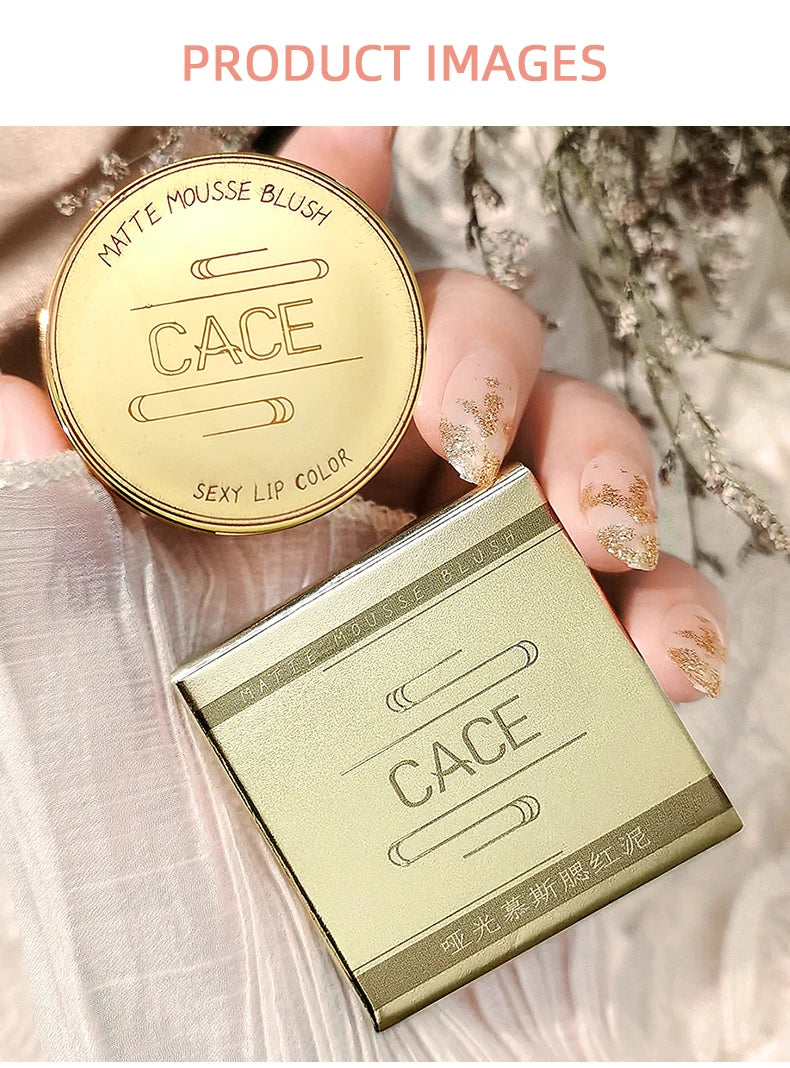 PRODUCT IMAGES
MATTE MOUSSE BLUSH
CACE
SEXY LIP COLOR
MATTE MOUSSE BLUSH
CACE
哑光慕斯腮红泥